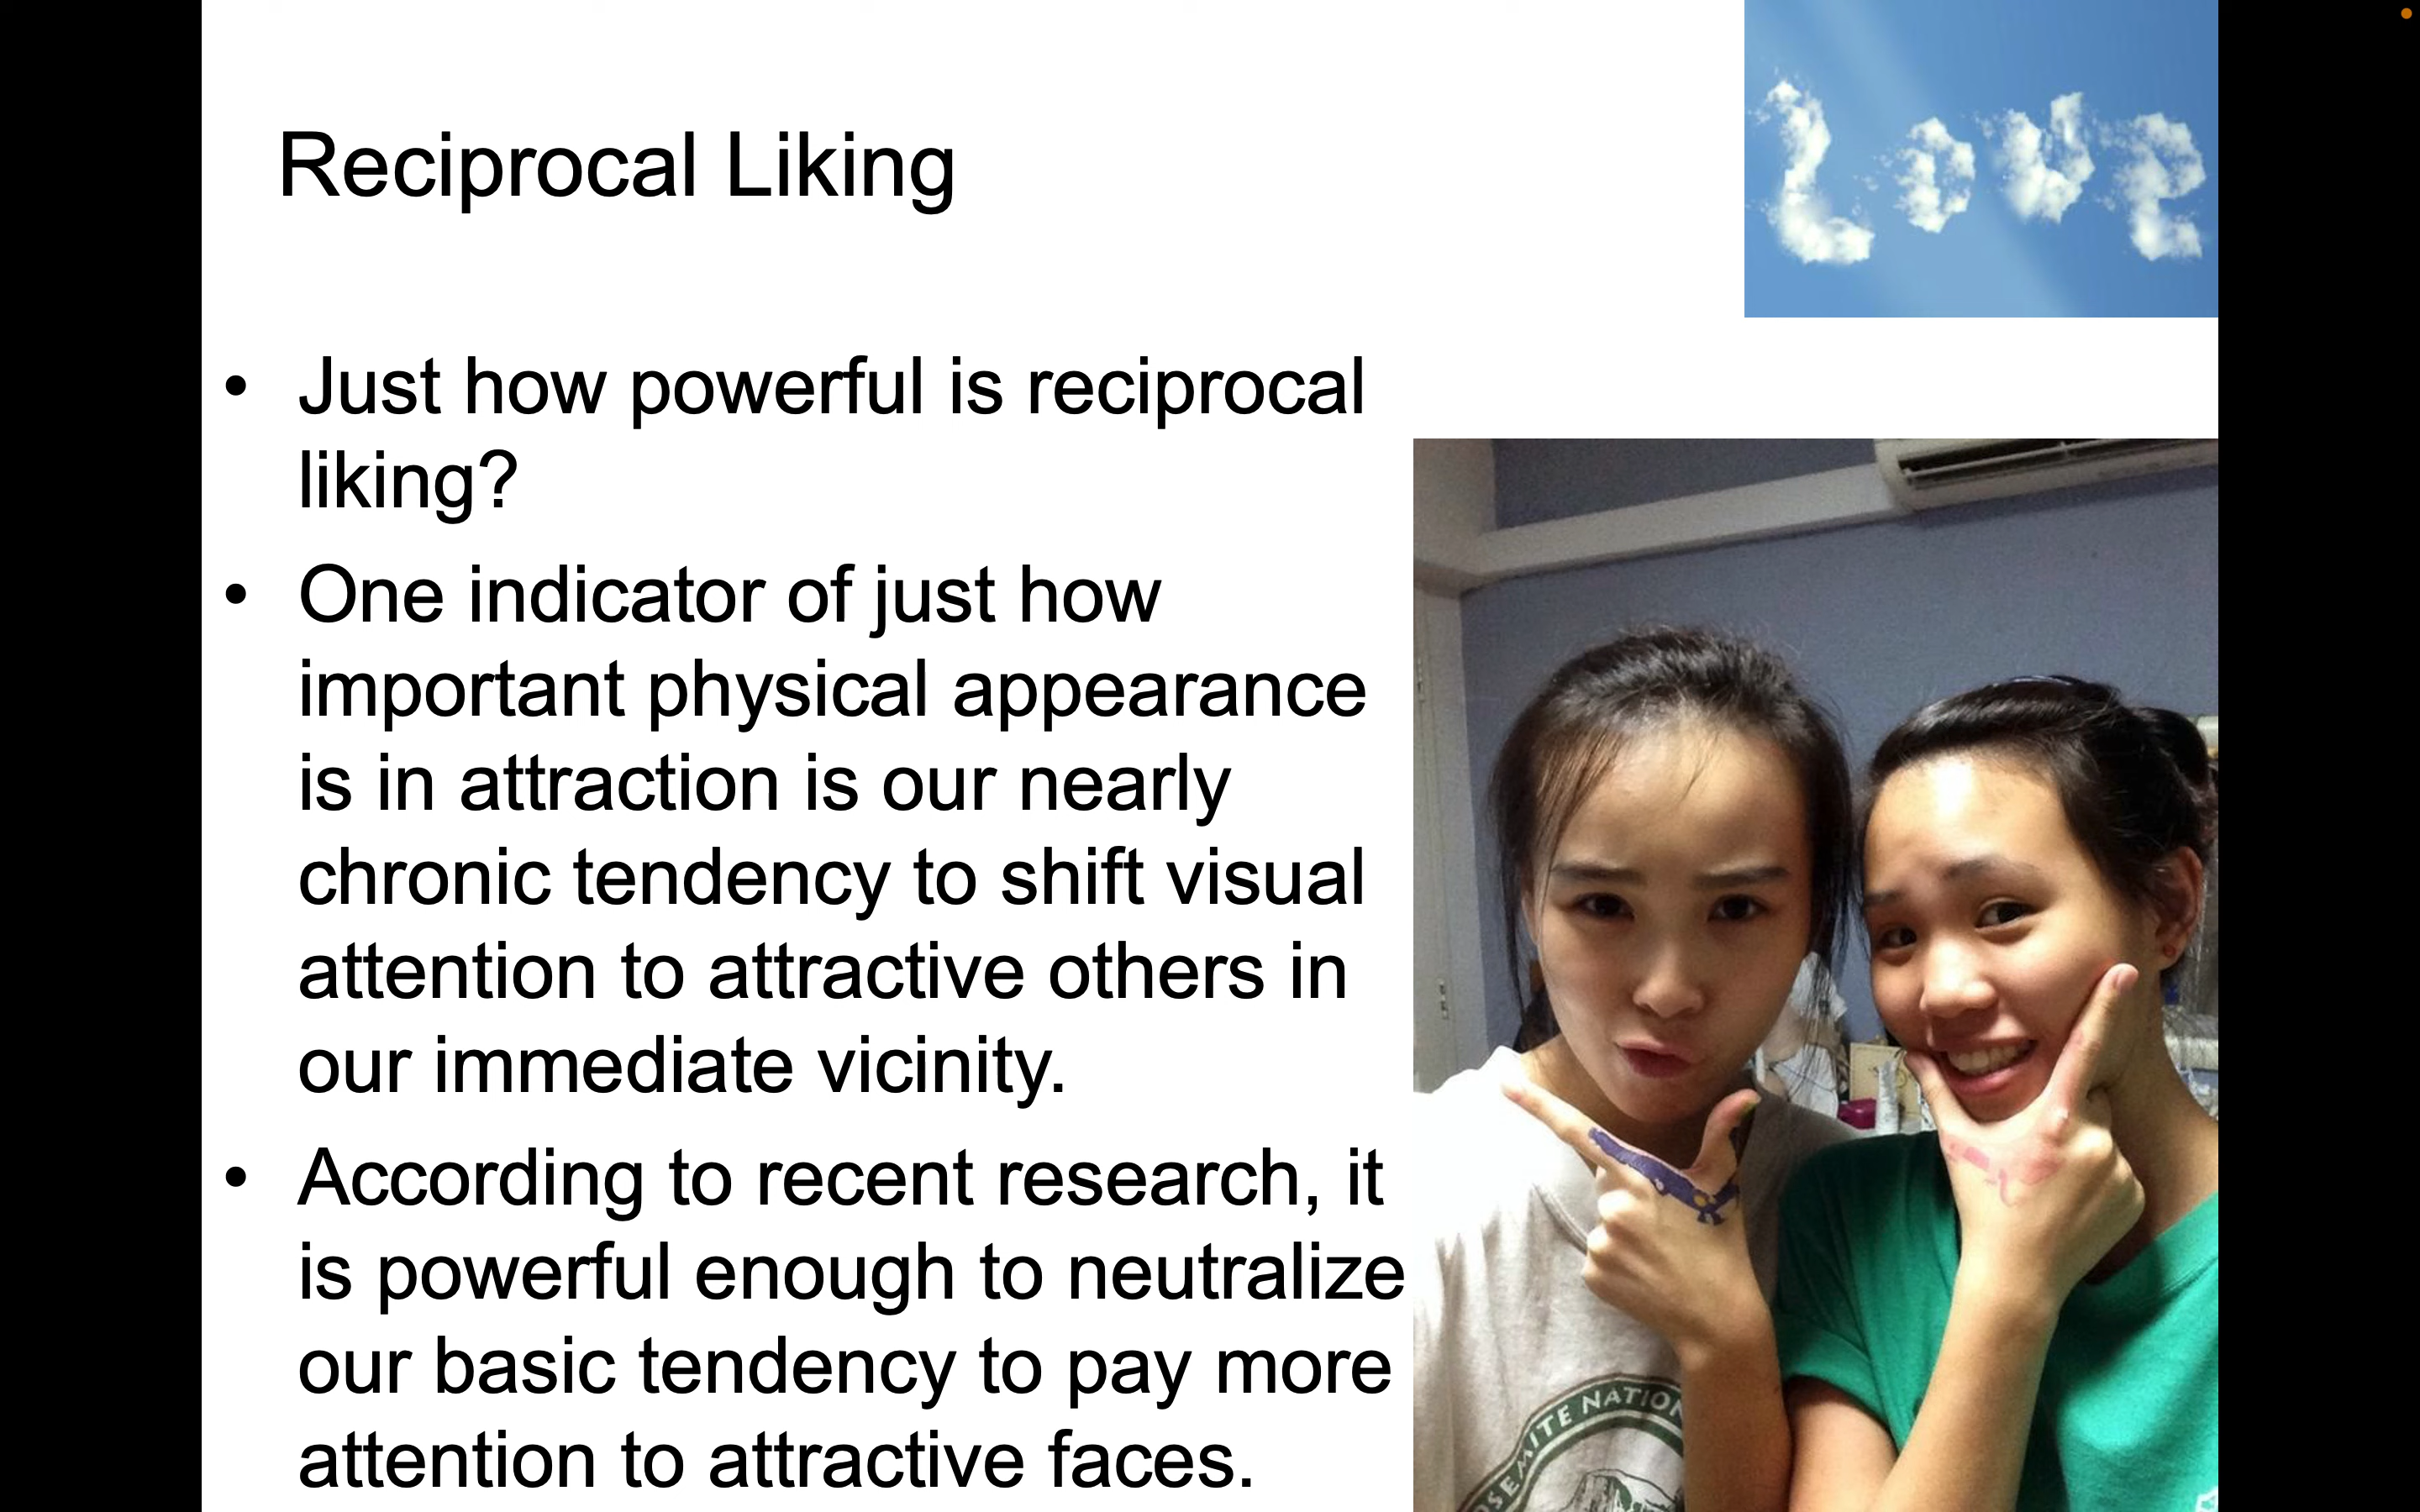 Love
Reciprocal Liking
• Just how powerful is reciprocal
liking?
• One indicator of just how
important physical appearance
is in attraction is our nearly
chronic tendency to shift visual
attention to attractive others in
our immediate vicinity.
• According to recent research, it
is powerful enough to neutralize
our basic tendency to pay more
attention to attractive faces.
OSEMITE NATION